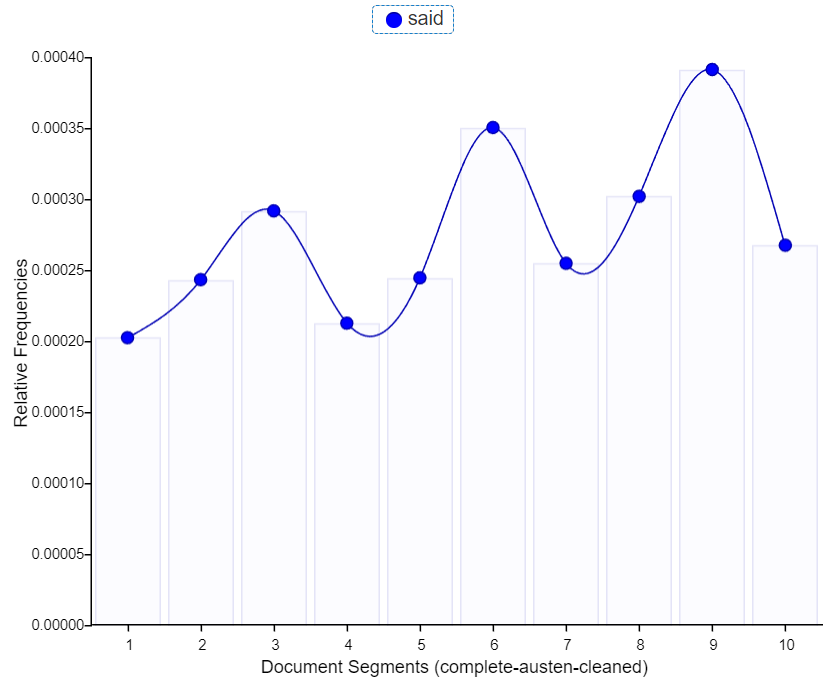 said
0.00040
0.00035
0.00030
0.00025
0.00020
0.00015
0.00010
0.00005
0.00000
Relative Frequencies
1 2 3 4 5 6 7 8 9 10
Document Segments (complete-austen-cleaned)